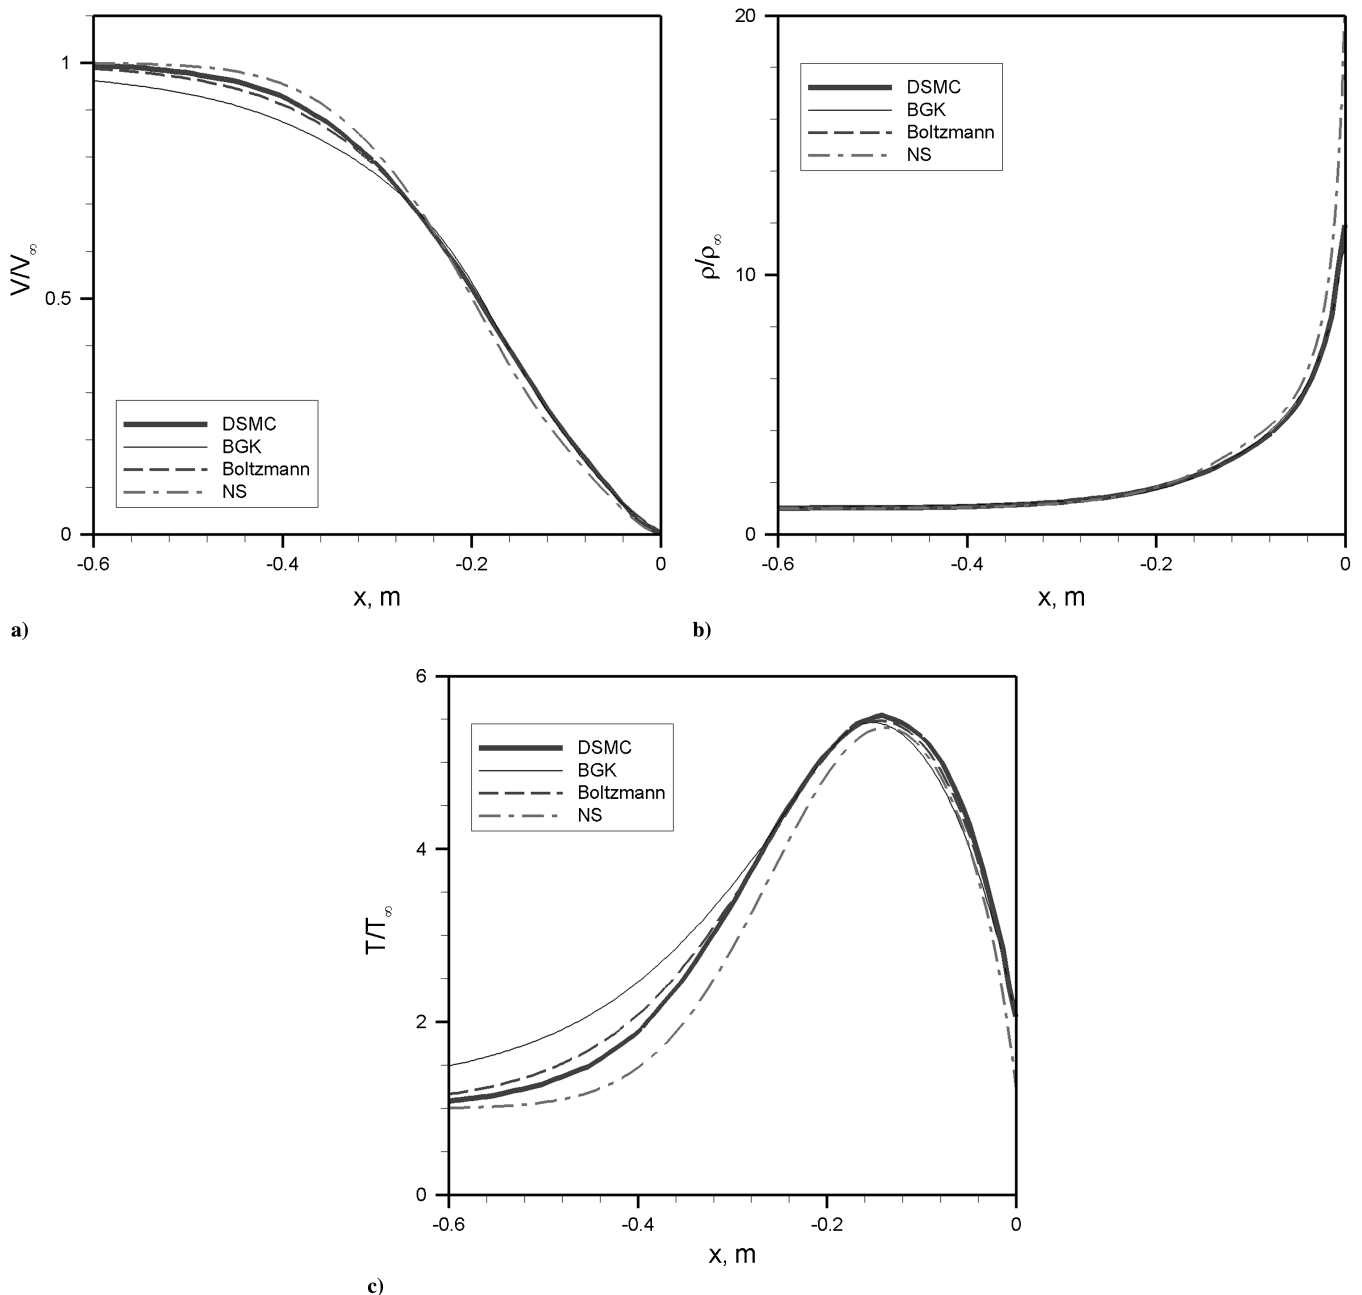 1
0.5
0
V/V∞
DSMC
BGK
Boltzmann
NS
-0.6 -0.4 -0.2 0
x, m
a)
20
10
0
ρ/ρ∞
DSMC
BGK
Boltzmann
NS
-0.6 -0.4 -0.2 0
x, m
b)
6
4
2
0
T/T∞
DSMC
BGK
Boltzmann
NS
-0.6 -0.4 -0.2 0
x, m
c)